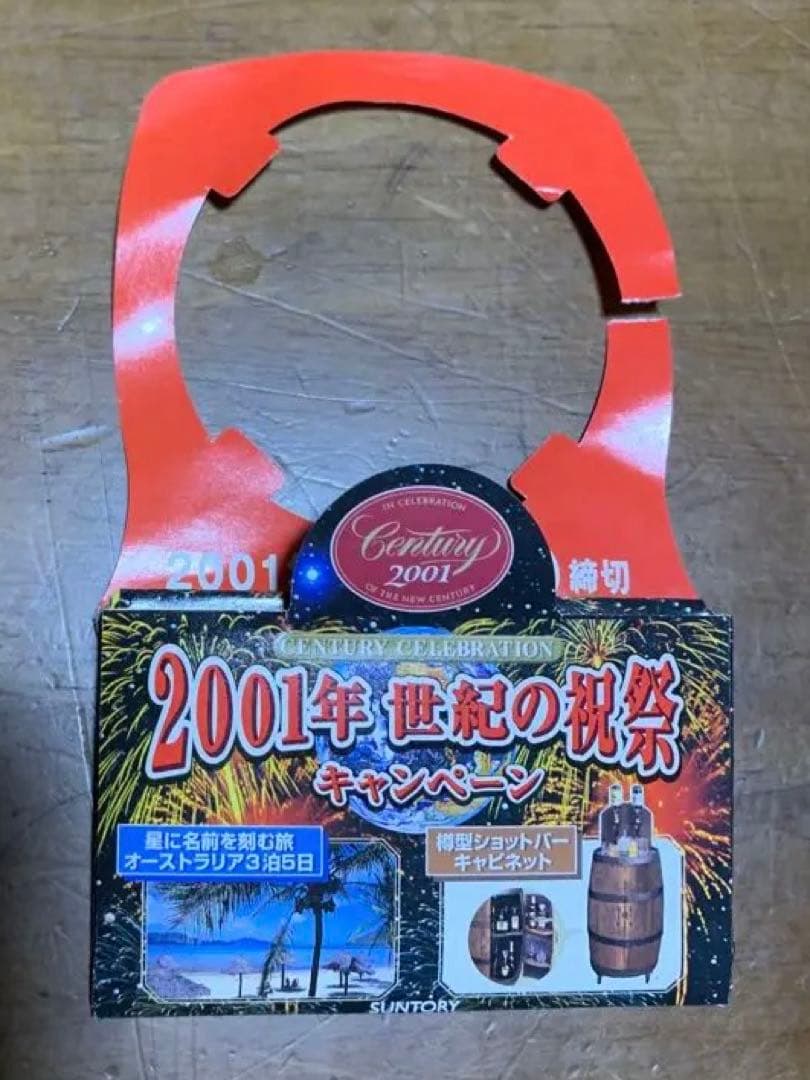 IN CELEBRATION
Century
2001
OF THE NEW CENTURY
2001
締切
CENTURY CELEBRATION
2001年 世紀の祝祭
キャンペーン
星に名前を刻む旅
オーストラリア3泊5日
樽型ショットバー
キャビネット
SUNTORY